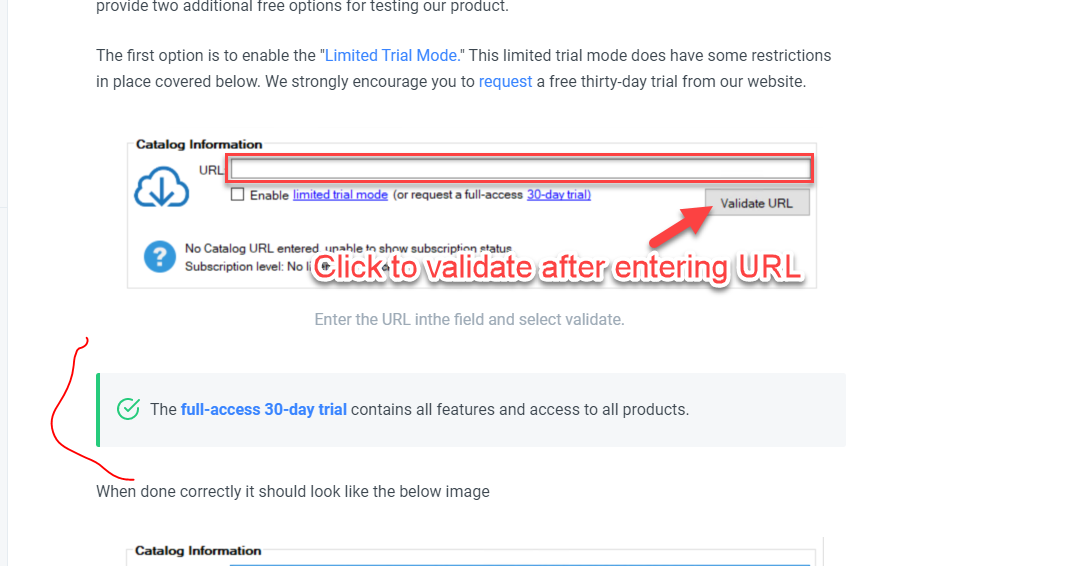 provide two additional free options for testing our product.
The first option is to enable the "Limited Trial Mode." This limited trial mode does have some restrictions
in place covered below. We strongly encourage you to request a free thirty-day trial from our website.
Catalog Information
URL
Enable limited trial mode (or request a full-access 30-day trial)
Validate URL
No Catalog URL entered, unable to show subscription status
Subscription level: No
Click to validate after entering URL
Enter the URL inthe field and select validate.
The full-access 30-day trial contains all features and access to all products.
When done correctly it should look like the below image
Catalog Information